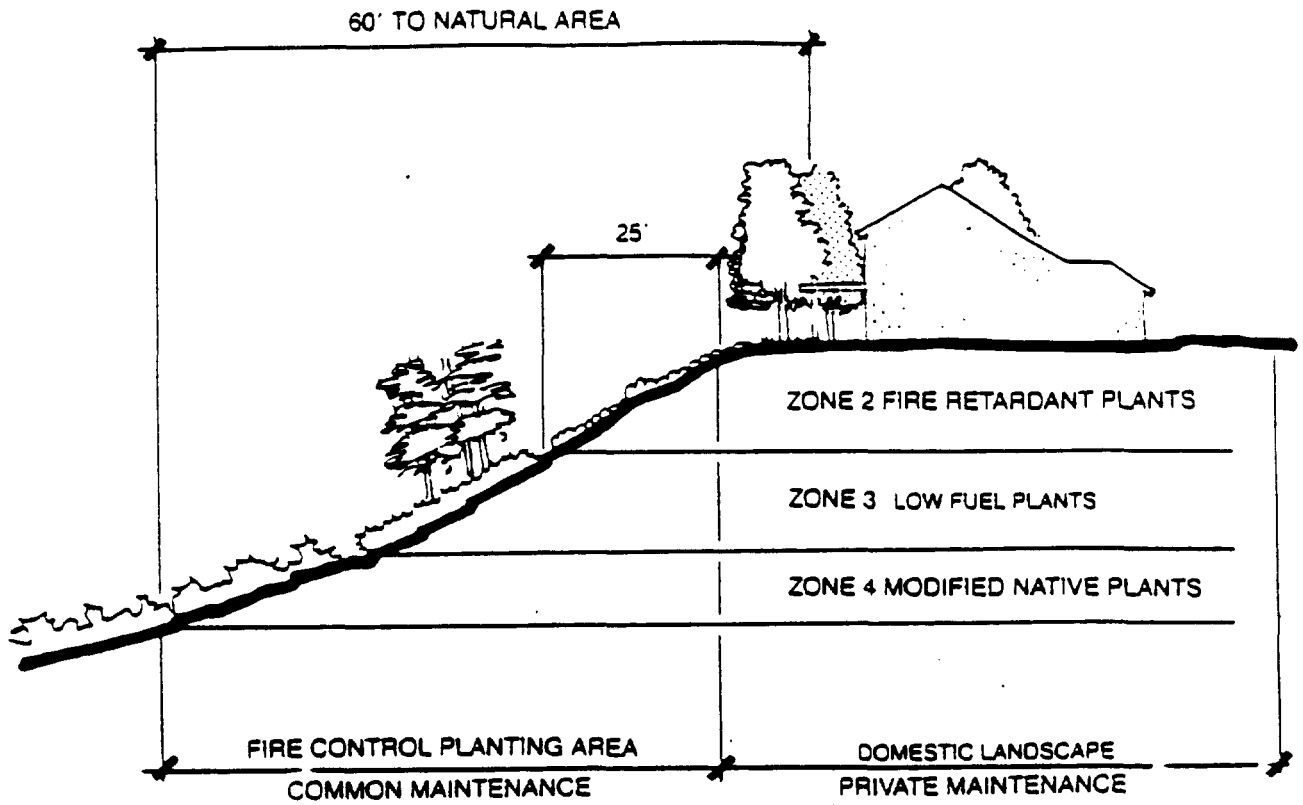 60' TO NATURAL AREA
25'
ZONE 2 FIRE RETARDANT PLANTS
ZONE 3 LOW FUEL PLANTS
ZONE 4 MODIFIED NATIVE PLANTS
FIRE CONTROL PLANTING AREA
COMMON MAINTENANCE
DOMESTIC LANDSCAPE
PRIVATE MAINTENANCE